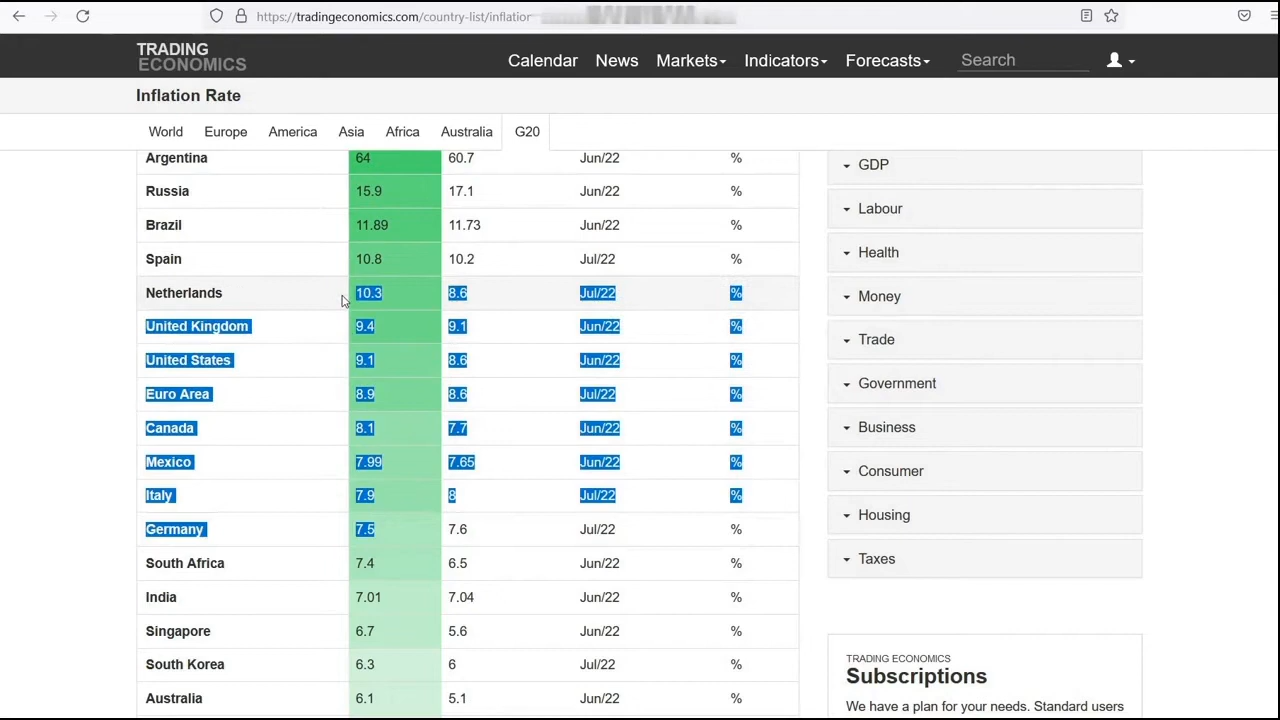 https://tradingeconomics.com/country-list/inflation
TRADING
ECONOMICS
Calendar News Markets Indicators Forecasts Search
Inflation Rate
World Europe America Asia Africa Australia G20
Argentina 64 60.7 Jun/22 %
Russia 15.9 17.1 Jun/22 %
Brazil 11.89 11.73 Jun/22 %
Spain 10.8 10.2 Jul/22 %
Netherlands 10.3 8.6 Jul/22 %
United Kingdom 9.4 9.1 Jun/22 %
United States 9.1 8.6 Jun/22 %
Euro Area 8.9 8.6 Jul/22 %
Canada 8.1 7.7 Jun/22 %
Mexico 7.99 7.65 Jun/22 %
Italy 7.9 8 Jul/22 %
Germany 7.5 7.6 Jul/22 %
South Africa 7.4 6.5 Jun/22 %
India 7.01 7.04 Jun/22 %
Singapore 6.7 5.6 Jun/22 %
South Korea 6.3 6 Jul/22 %
Australia 6.1 5.1 Jun/22 %
GDP
Labour
Health
Money
Trade
Government
Business
Consumer
Housing
Taxes
TRADING ECONOMICS
Subscriptions
We have a plan for your needs. Standard users